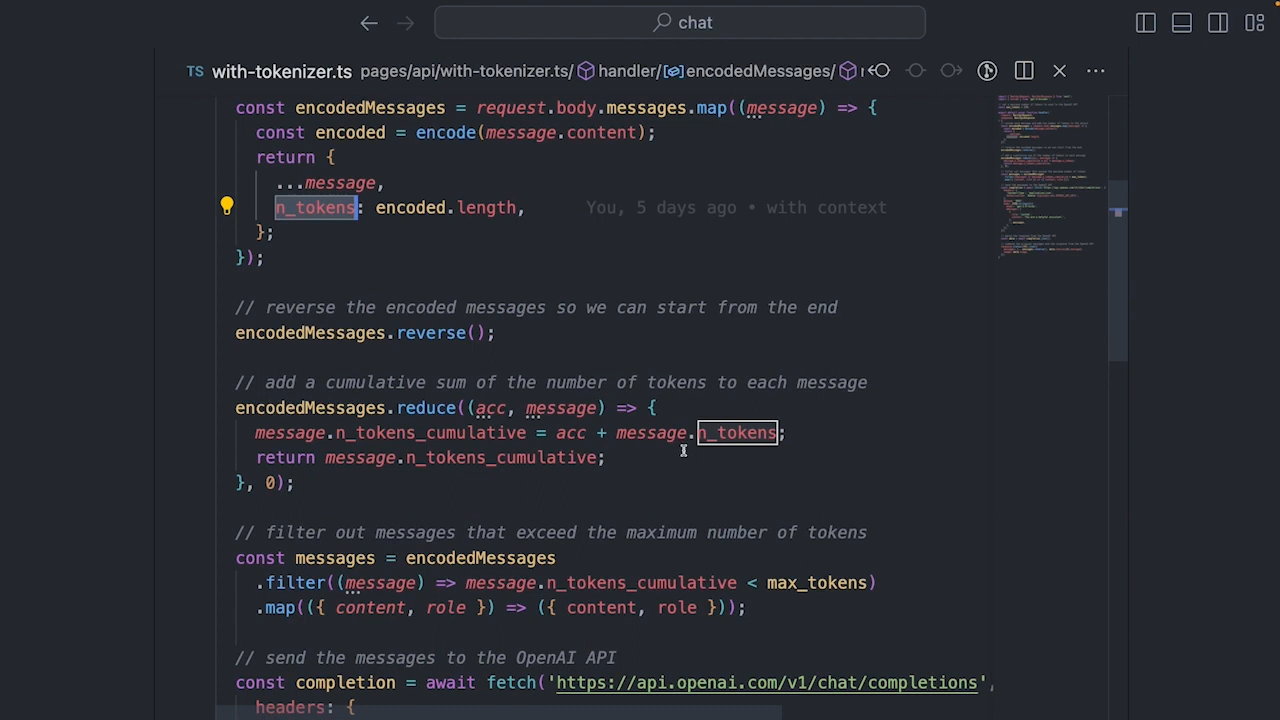 chat
TS with-tokenizer.ts pages/api/with-tokenizer.ts/ handler/ encodedMessages/
const encodedMessages = request.body.messages.map((message) => {
const encoded = encode(message.content);
return {
...message,
n_tokens: encoded.length, You, 5 days ago • with context
};
});
// reverse the encoded messages so we can start from the end
encodedMessages.reverse();
// add a cumulative sum of the number of tokens to each message
encodedMessages.reduce((acc, message) => {
message.n_tokens_cumulative = acc + message.n_tokens;
return message.n_tokens_cumulative;
}, 0);
// filter out messages that exceed the maximum number of tokens
const messages = encodedMessages
.filter((message) => message.n_tokens_cumulative < max_tokens)
.map(({ content, role }) => ({ content, role }));
// send the messages to the OpenAI API
const completion = await fetch('https://api.openai.com/v1/chat/completions',
headers: {